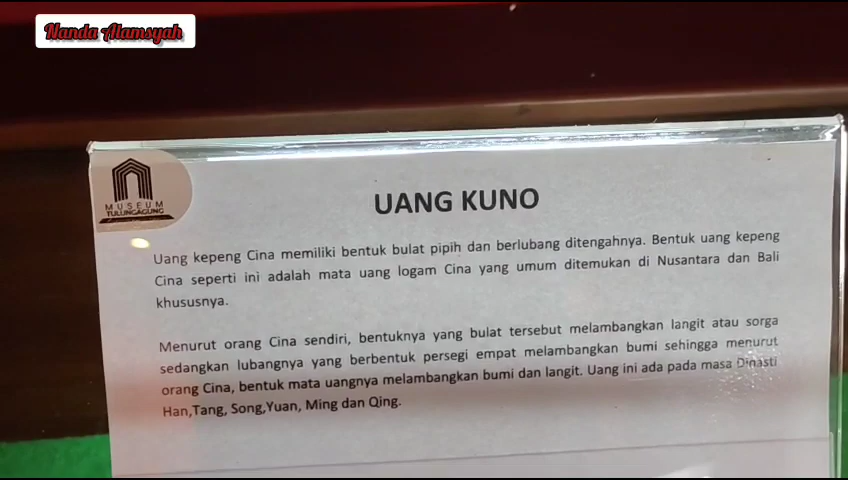 Nanda Alamsyah
MUSEUM
TULUNGAGUNG
UANG KUNO
Uang kepeng Cina memiliki bentuk bulat pipih dan berlubang ditengahnya. Bentuk uang kepeng
Cina seperti ini adalah mata uang logam Cina yang umum ditemukan di Nusantara dan Bali
khususnya.
Menurut orang Cina sendiri, bentuknya yang bulat tersebut melambangkan langit atau sorga
sedangkan lubangnya yang berbentuk persegi empat melambangkan bumi sehingga menurut
orang Cina, bentuk mata uangnya melambangkan bumi dan langit. Uang ini ada pada masa Dinasti
Han,Tang, Song,Yuan, Ming dan Qing.